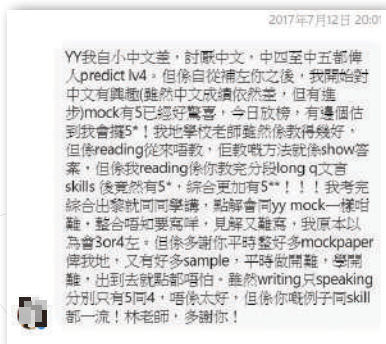 2017年7月12日 20:01
YY我自小中文差，討厭中文，中四至中五都俾
人predict lv4。但係自從補左你之後，我開始對
中文有興趣(雖然中文成績依然差，但有進
步)mock有5已經好驚喜，今日放榜，有邊個估
到我會攞5*！我地學校老師雖然係教得幾好，
但係reading從來唔教，但教嘅方法就係show答
案，但係我reading係你教完分段long q文言
skills 後竟然有5*，綜合更加有5**！！！我考完
綜合出黎就同同學講，點解會同yy mock一樣咁
難，整合唔知要寫咩，見解又難寫，我原本以
為會3or4左。但係多謝你平時整好多mockpaper
俾我地，又有好多sample，平時做開難，學開
難，出到去就點都唔怕。雖然writing 只speaking
分別只有5同4，唔係太好，但係你嘅例子同skill
都一流！林老師，多謝你！